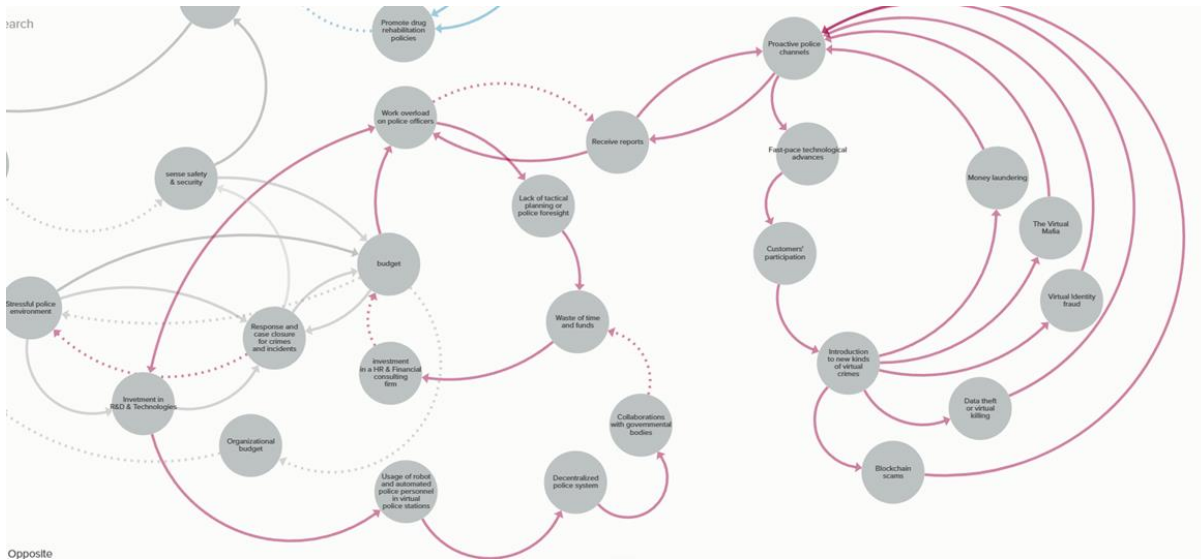 earch
Promote drug
rehabilitation
policies
Proactive police
channels
Work overload
on police officers
Receive reports
Fast-pace technological
advances
sense safety
& security
Money laundering
Lack of tactical
planning or
police foresight
The Virtual
Mafia
Customers'
participation
budget
Virtual Identity
fraud
Stressful police
environment
Response and
case closure
for crimes
and incidents
Waste of time
and funds
investment
in a HR & Financial
consulting
firm
Introduction
to new kinds
of virtual
crimes
Invetment in
R&D & Technologies
Data theft
or virtual
killing
Collaborations
with governmental
bodies
Organizational
budget
Blockchain
scams
Usage of robot
and automated
police personnel
in virtual
police stations
Decentralized
police system
Opposite